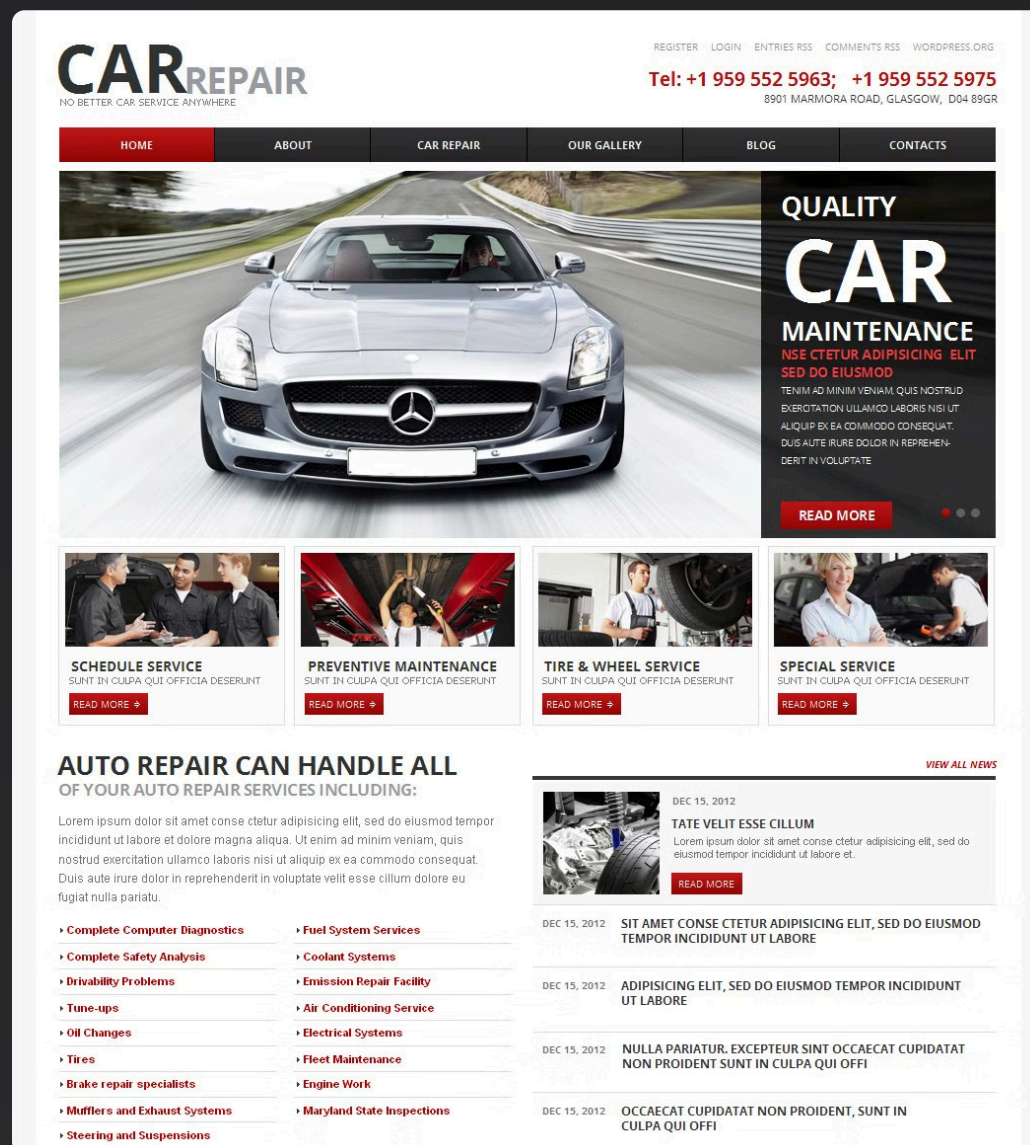 REGISTER LOGIN ENTRIES RSS COMMENTS RSS WORDPRESS.ORG
CAR REPAIR
NO BETTER CAR SERVICE ANYWHERE
Tel: +1 959 552 5963; +1 959 552 5975
8901 MARMORA ROAD, GLASGOW, D04 89GR
HOME ABOUT CAR REPAIR OUR GALLERY BLOG CONTACTS
QUALITY
CAR
MAINTENANCE
NSE CTETUR ADIPISICING ELIT
SED DO EIUSMOD
TENIM AD MINIM VENIAM, QUIS NOSTRUD
EXERCITATION ULLAMCO LABORIS NISI UT
ALIQUIP EX EA COMMODO CONSEQUAT.
DUIS AUTE IRURE DOLOR IN REPREHEN-
DERIT IN VOLUPTATE
READ MORE
SCHEDULE SERVICE
SUNT IN CULPA QUI OFFICIA DESERUNT
READ MORE
PREVENTIVE MAINTENANCE
SUNT IN CULPA QUI OFFICIA DESERUNT
READ MORE
TIRE & WHEEL SERVICE
SUNT IN CULPA QUI OFFICIA DESERUNT
READ MORE
SPECIAL SERVICE
SUNT IN CULPA QUI OFFICIA DESERUNT
READ MORE
AUTO REPAIR CAN HANDLE ALL
OF YOUR AUTO REPAIR SERVICES INCLUDING:
Lorem ipsum dolor sit amet conse ctetur adipisicing elit, sed do eiusmod tempor
incididunt ut labore et dolore magna aliqua. Ut enim ad minim veniam, quis
nostrud exercitation ullamco laboris nisi ut aliquip ex ea commodo consequat.
Duis aute irure dolor in reprehenderit in voluptate velit esse cillum dolore eu
fugiat nulla pariatu.
Complete Computer Diagnostics
Complete Safety Analysis
Drivability Problems
Tune-ups
Oil Changes
Tires
Brake repair specialists
Mufflers and Exhaust Systems
Steering and Suspensions
Fuel System Services
Coolant Systems
Emission Repair Facility
Air Conditioning Service
Electrical Systems
Fleet Maintenance
Engine Work
Maryland State Inspections
VIEW ALL NEWS
DEC 15, 2012
TATE VELIT ESSE CILLUM
Lorem ipsum dolor sit amet conse ctetur adipisicing elit, sed do
eiusmod tempor incididunt ut labore et.
READ MORE
DEC 15, 2012 SIT AMET CONSE CTETUR ADIPISICING ELIT, SED DO EIUSMOD
TEMPOR INCIDIDUNT UT LABORE
DEC 15, 2012 ADIPISICING ELIT, SED DO EIUSMOD TEMPOR INCIDIDUNT
UT LABORE
DEC 15, 2012 NULLA PARIATUR. EXCEPTEUR SINT OCCAECAT CUPIDATAT
NON PROIDENT SUNT IN CULPA QUI OFFI
DEC 15, 2012 OCCAECAT CUPIDATAT NON PROIDENT, SUNT IN
CULPA QUI OFFI